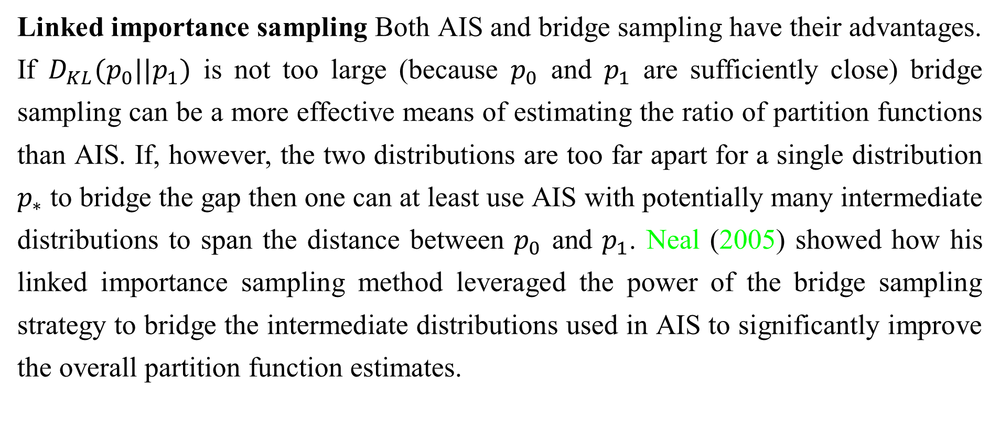 Linked importance sampling Both AIS and bridge sampling have their advantages.
If $D_{KL}(p_0||p_1)$ is not too large (because $p_0$ and $p_1$ are sufficiently close) bridge
sampling can be a more effective means of estimating the ratio of partition functions
than AIS. If, however, the two distributions are too far apart for a single distribution
$p_*$ to bridge the gap then one can at least use AIS with potentially many intermediate
distributions to span the distance between $p_0$ and $p_1$. Neal (2005) showed how his
linked importance sampling method leveraged the power of the bridge sampling
strategy to bridge the intermediate distributions used in AIS to significantly improve
the overall partition function estimates.